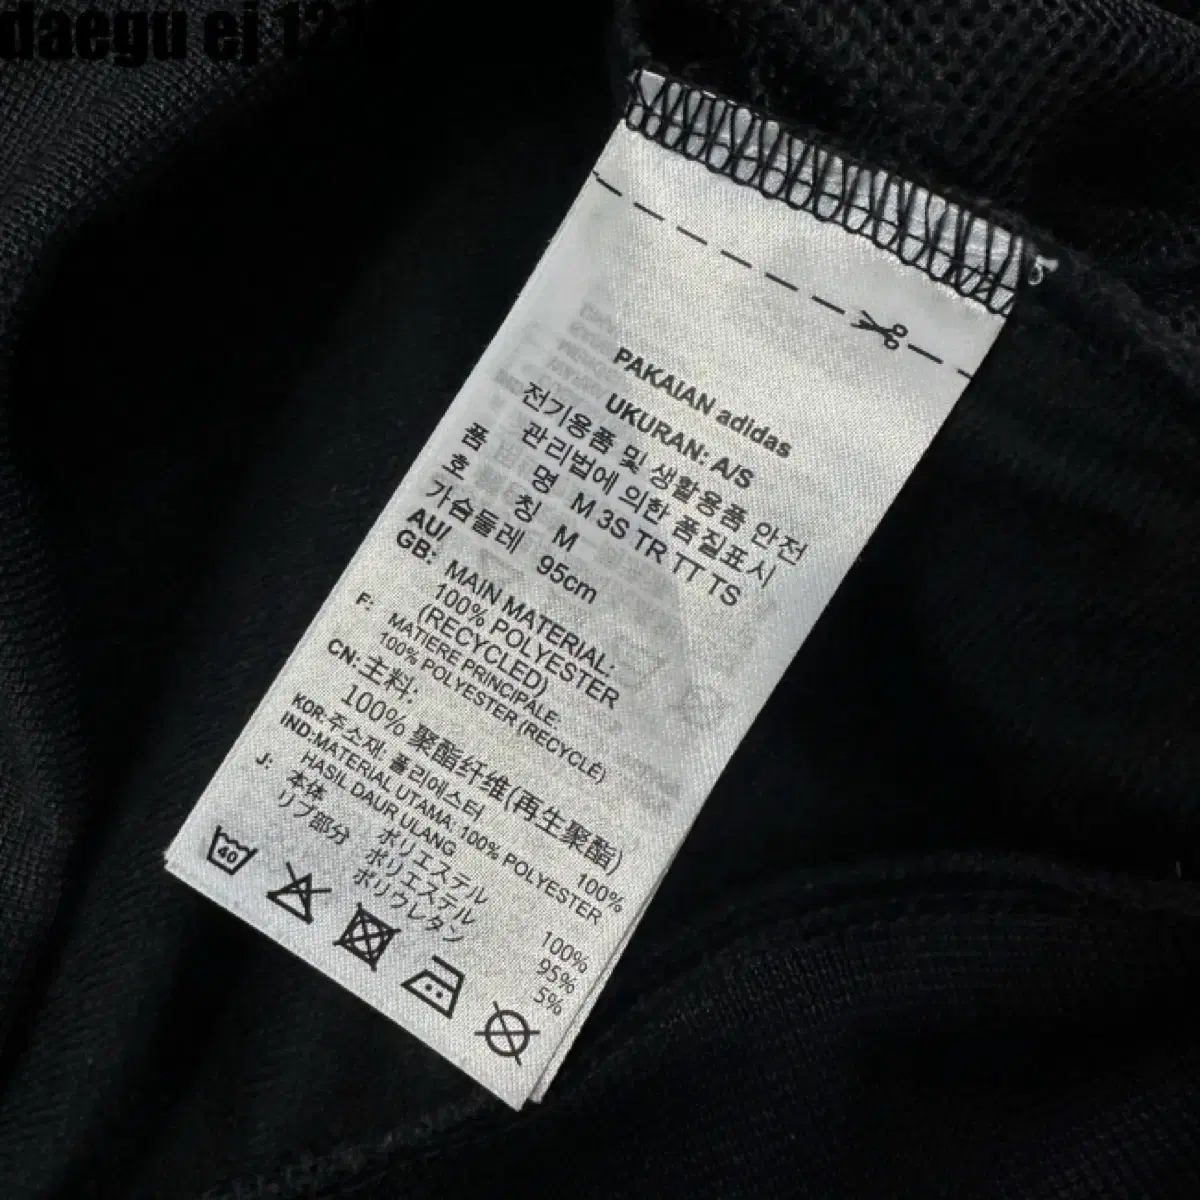 daegu ej 121
PAKAIAN adidas
UKURAN: A/S
전기용품 및 생활용품 안전
관리법에 의한 품질표시
품 명 M 3S TR TT TS
호 칭 M
가슴둘레 95cm
AU/
GB: MAIN MATERIAL:
100% POLYESTER
(RECYCLED)
F: MATIERE PRINCIPALE:
100% POLYESTER (RECYCLÉ)
CN: 主料:
100% 聚酯纤维(再生聚酯)
KOR: 주소재: 폴리에스터 100%
IND: MATERIAL UTAMA: 100% POLYESTER
HASIL DAUR ULANG
J: 本体 ポリエステル 100%
リブ部分 ポリエステル 95%
ポリウレタン 5%
40